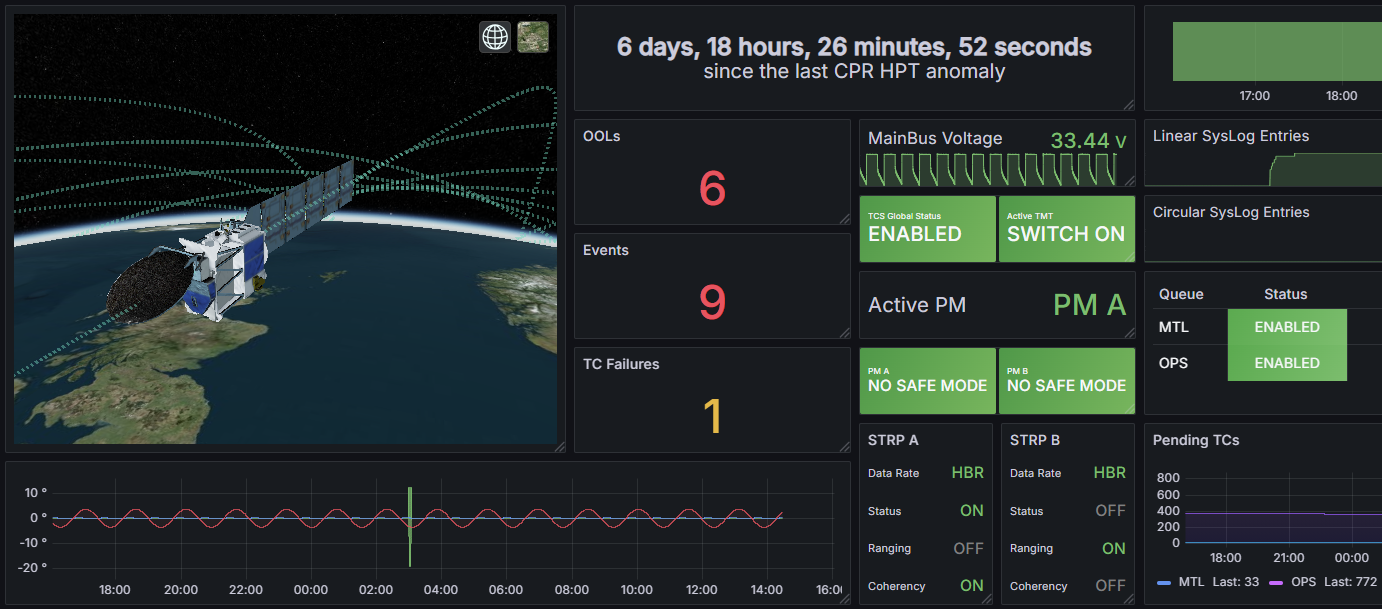 6 days, 18 hours, 26 minutes, 52 seconds
since the last CPR HPT anomaly
17:00 18:00
OOLs
6
Events
9
TC Failures
1
MainBus Voltage 33.44 V
TCS Global Status
ENABLED
Active TMT
SWITCH ON
Active PM PM A
PM A
NO SAFE MODE
PM B
NO SAFE MODE
STRP A
Data Rate HBR
Status ON
Ranging OFF
Coherency ON
STRP B
Data Rate HBR
Status OFF
Ranging ON
Coherency OFF
Linear SysLog Entries
Circular SysLog Entries
Queue Status
MTL ENABLED
OPS ENABLED
Pending TCs
800
600
400
200
0
18:00 21:00 00:00
MTL Last: 33 OPS Last: 772
10 °
0 °
-10 °
-20 °
18:00 20:00 22:00 00:00 02:00 04:00 06:00 08:00 10:00 12:00 14:00